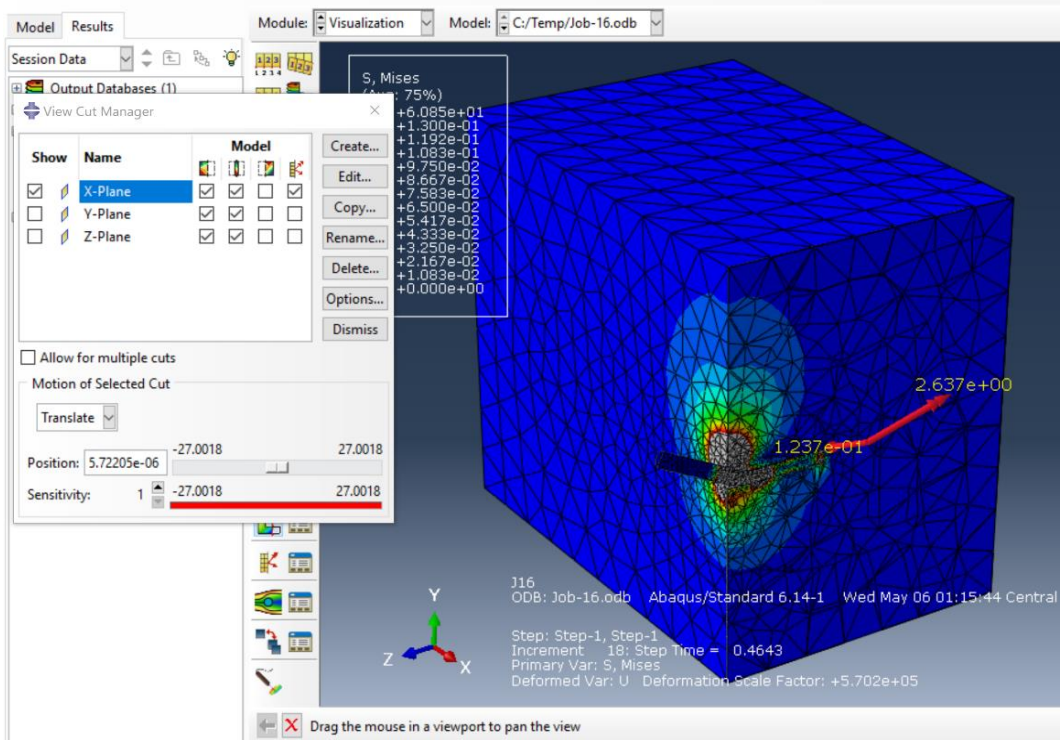 Model Results
Module: Visualization Model: C:/Temp/Job-16.odb
Session Data
Output Databases (1)
View Cut Manager
Show Name Model
X-Plane
Y-Plane
Z-Plane
Create...
Edit...
Copy...
Rename...
Delete...
Options...
Dismiss
Allow for multiple cuts
Motion of Selected Cut
Translate
-27.0018 27.0018
Position: 5.72205e-06
Sensitivity: 1 -27.0018 27.0018
S, Mises
75%)
+6.085e+01
+1.300e-01
+1.192e-01
+1.083e-01
+9.750e-02
+8.667e-02
+7.583e-02
+6.500e-02
+5.417e-02
+4.333e-02
+3.250e-02
+2.167e-02
+1.083e-02
+0.000e+00
2.637e+00
1.237e-01
J16
ODB: Job-16.odb Abaqus/Standard 6.14-1 Wed May 06 01:15:44 Central
Step: Step-1, Step-1
Increment 18: Step Time = 0.4643
Primary Var: S, Mises
Deformed Var: U Deformation Scale Factor: +5.702e+05
Y
Z
X
Drag the mouse in a viewport to pan the view